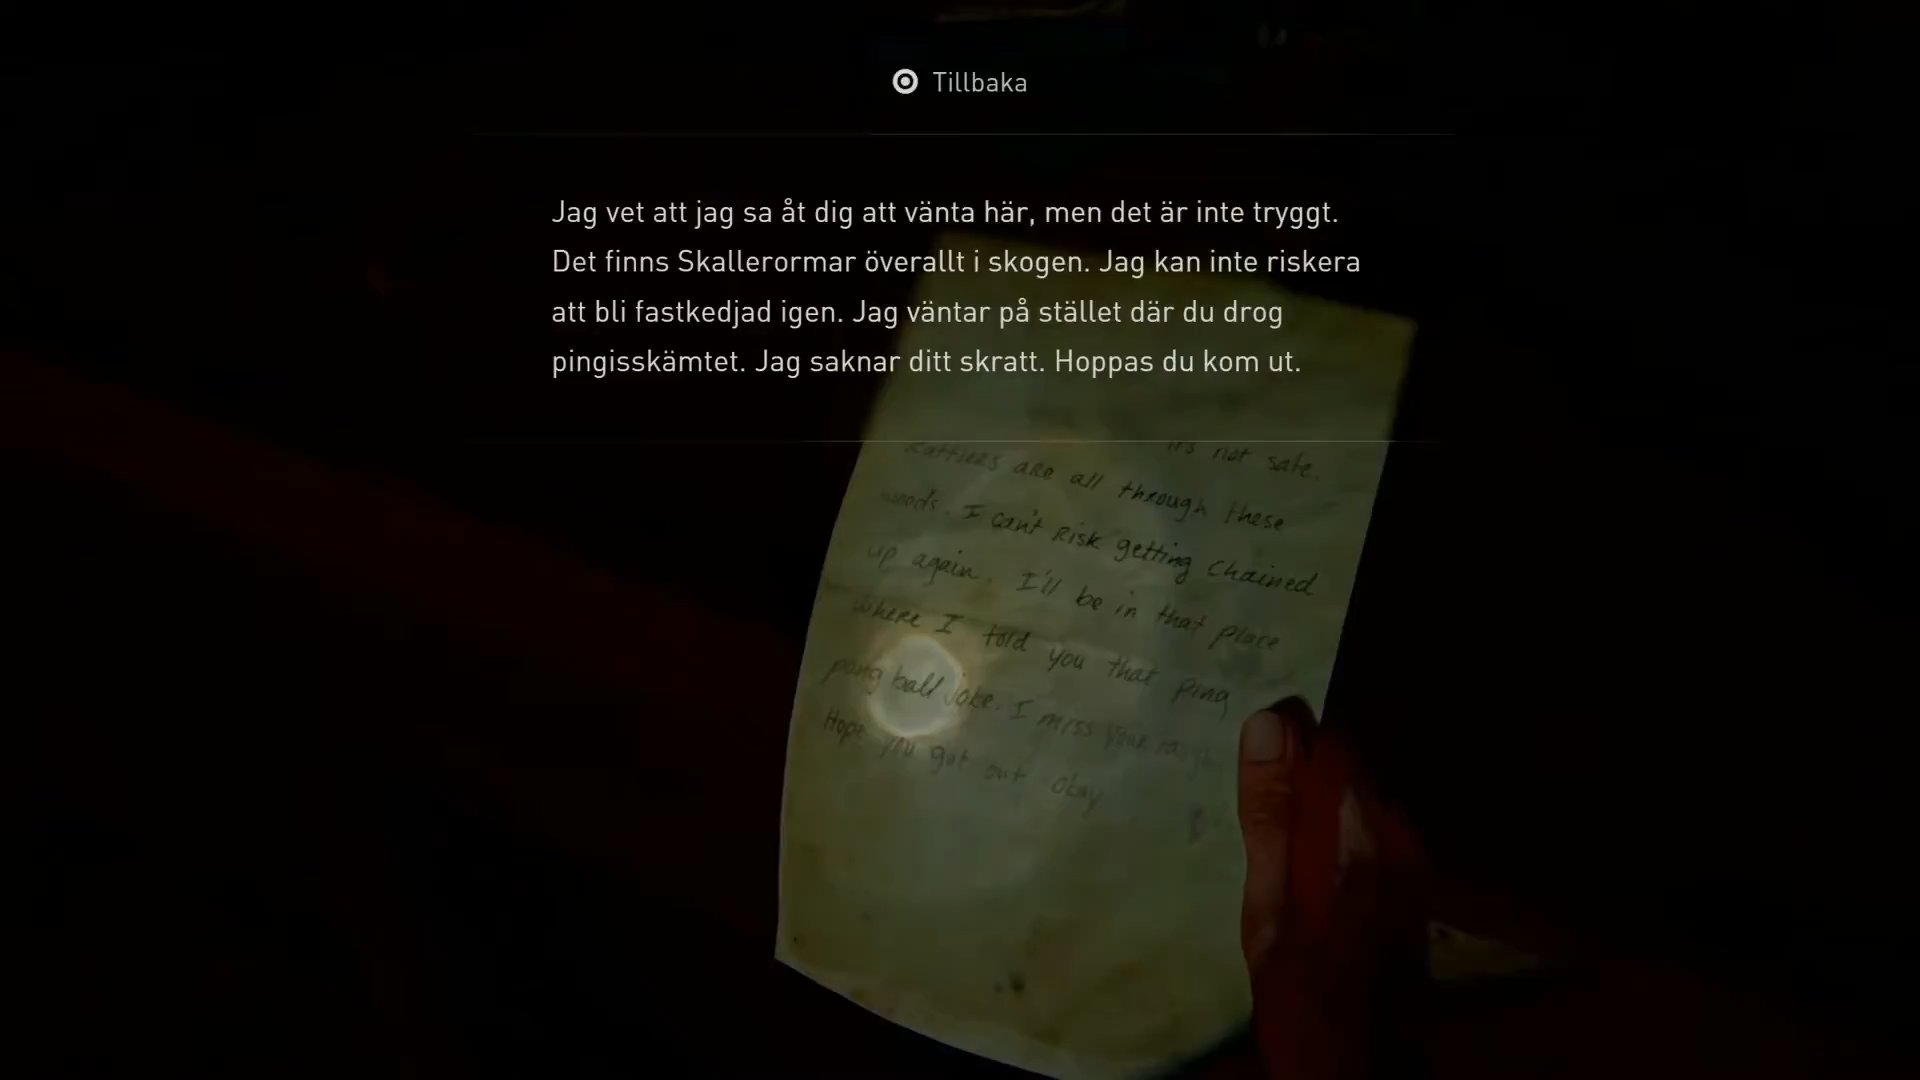 Tillbaka
Jag vet att jag sa åt dig att vänta här, men det är inte tryggt.
Det finns Skallerormar överallt i skogen. Jag kan inte riskera
att bli fastkedjad igen. Jag väntar på stället där du drog
pingisskämtet. Jag saknar ditt skratt. Hoppas du kom ut.
it's not safe.
Rattlers are all through these
woods. I can't risk getting chained
up again. I'll be in that place
where I told you that ping
pong ball joke. I miss your
Hope you got out okay